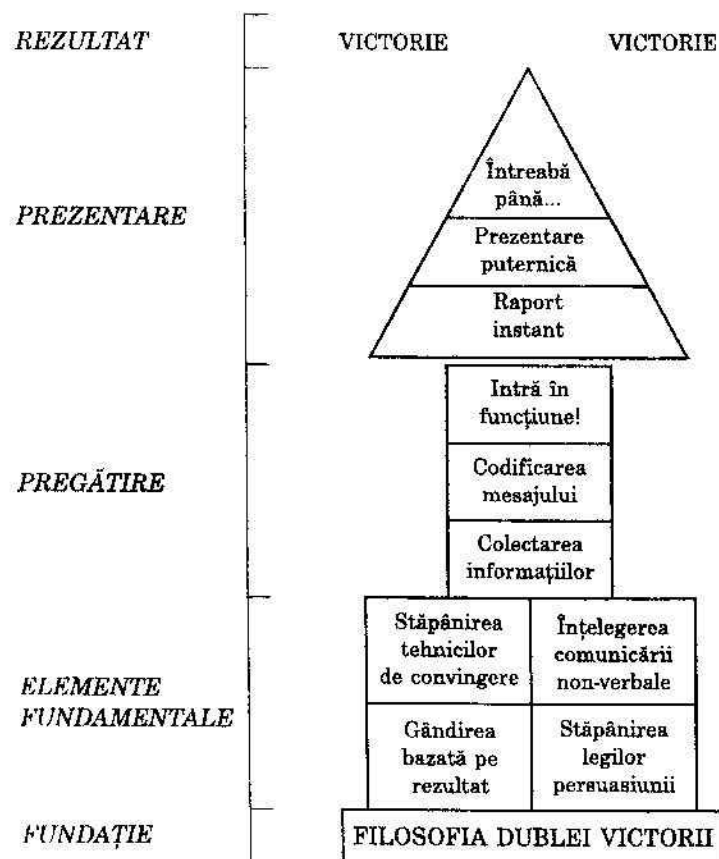 REZULTAT
VICTORIE VICTORIE
PREZENTARE
Întreabă
până...
Prezentare
puternică
Raport
instant
PREGĂTIRE
Intră în
funcțiune!
Codificarea
mesajului
Colectarea
informațiilor
ELEMENTE
FUNDAMENTALE
Stăpânirea
tehnicilor
de convingere
Înțelegerea
comunicării
non-verbale
Gândirea
bazată pe
rezultat
Stăpânirea
legilor
persuasiunii
FUNDAȚIE
FILOSOFIA DUBLEI VICTORII